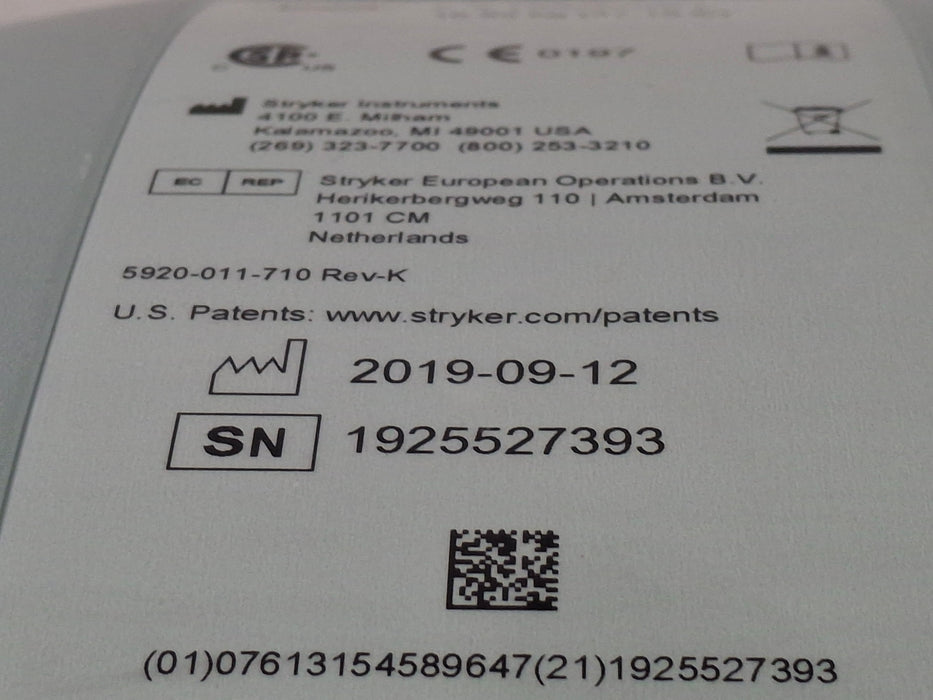 CE 0197
Stryker Instruments
4100 E. Milham
Kalamazoo, MI 49001 USA
(269) 323-7700 (800) 253-3210
EC REP
Stryker European Operations B.V.
Herikerbergweg 110 | Amsterdam
1101 CM
Netherlands
5920-011-710 Rev-K
U.S. Patents: www.stryker.com/patents
2019-09-12
SN 1925527393
(01)07613154589647(21)1925527393